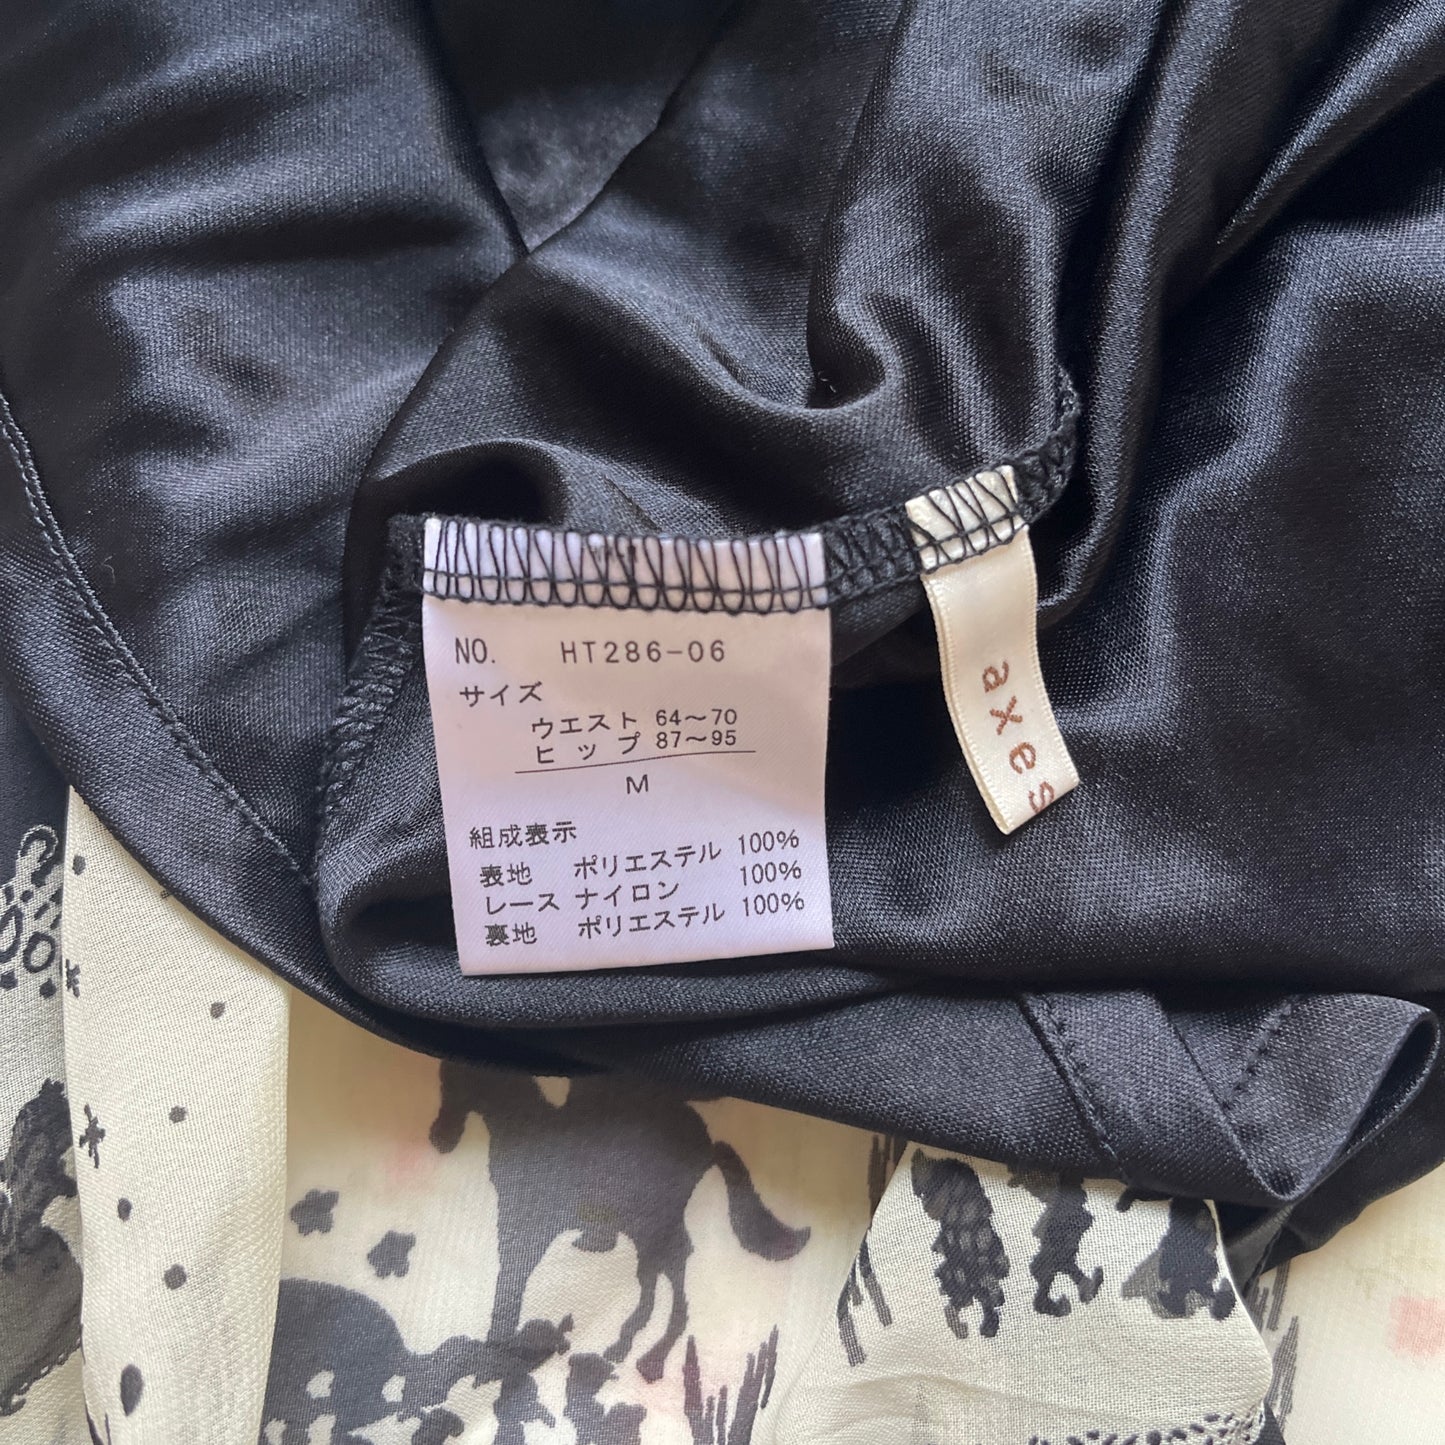 NO. HT286-06
サイズ
ウエスト 64～70
ヒップ 87～95
M
組成表示
表地 ポリエステル 100%
レース ナイロン 100%
裏地 ポリエステル 100%
axes